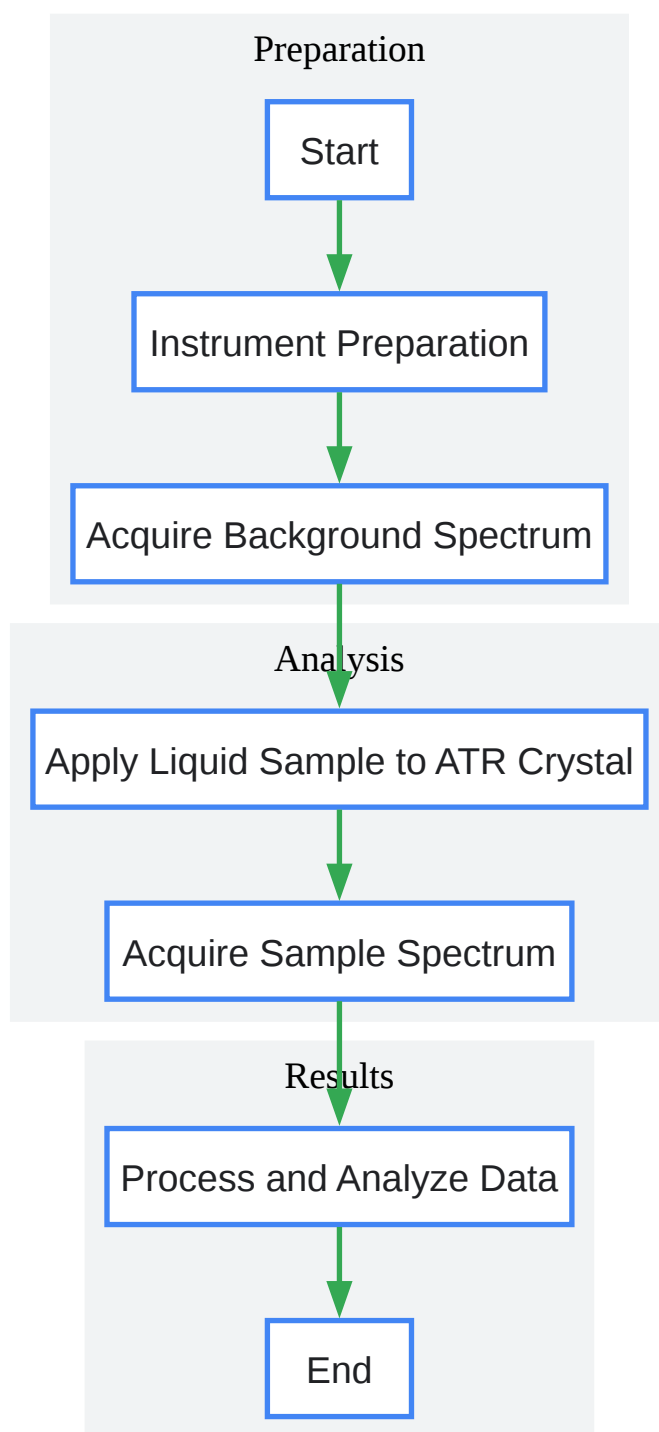 Preparation
Start
Instrument Preparation
Acquire Background Spectrum
Analysis
Apply Liquid Sample to ATR Crystal
Acquire Sample Spectrum
Results
Process and Analyze Data
End